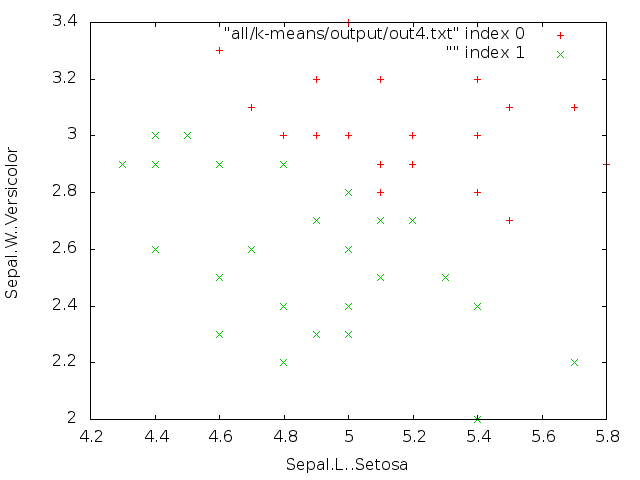 "all/k-means/output/out4.txt" index 0
"" index 1
3.4
3.2
3
2.8
2.6
2.4
2.2
2
Sepal.W..Versicolor
4.2 4.4 4.6 4.8 5 5.2 5.4 5.6 5.8
Sepal.L..Setosa